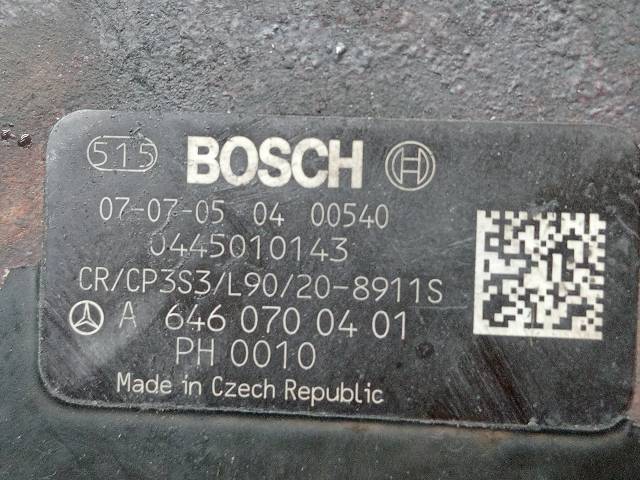 515 BOSCH
07-07-05 04 00540
0445010143
CR/CP3S3/L90/20-8911S
A 646 070 04 01
PH 0010
Made in Czech Republic